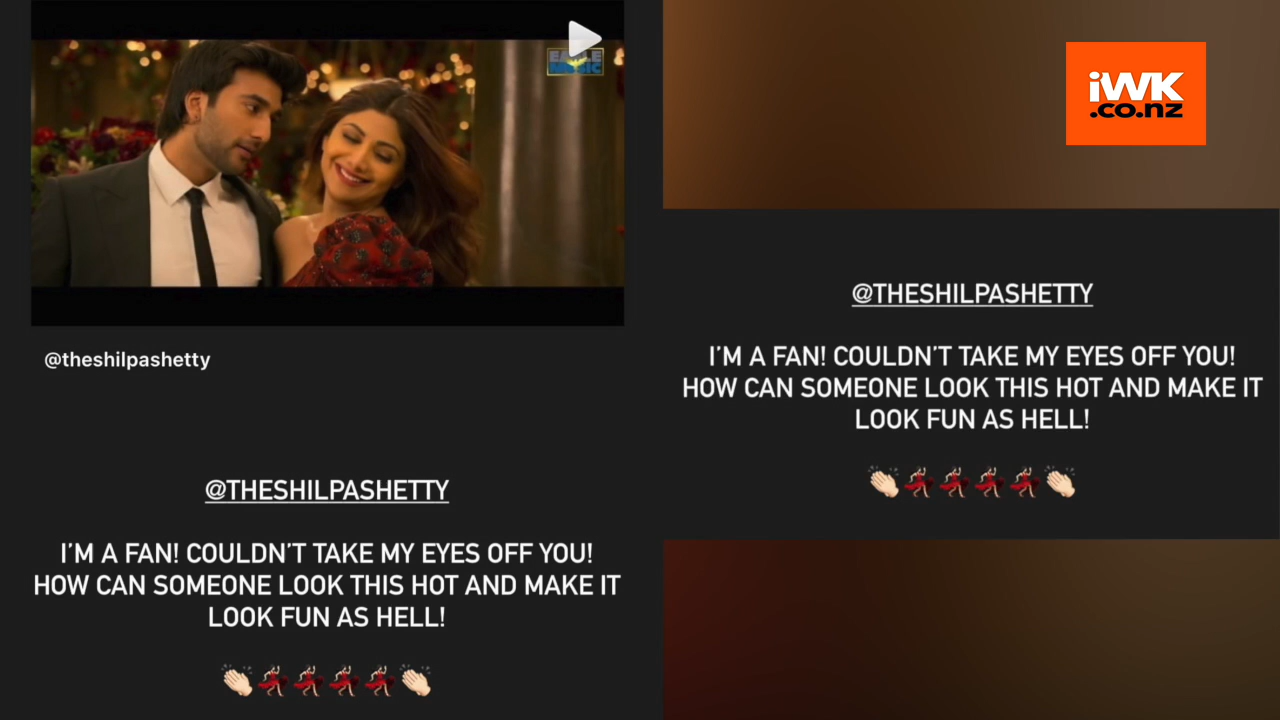 EAGLE
MUSIC
@theshilpashetty
@THESHILPASHETTY
I'M A FAN! COULDN'T TAKE MY EYES OFF YOU!
HOW CAN SOMEONE LOOK THIS HOT AND MAKE IT
LOOK FUN AS HELL!
👏🏻💃🏻💃🏻💃🏻💃🏻👏🏻
iWK
.co.nz
@THESHILPASHETTY
I'M A FAN! COULDN'T TAKE MY EYES OFF YOU!
HOW CAN SOMEONE LOOK THIS HOT AND MAKE IT
LOOK FUN AS HELL!
👏🏻💃🏻💃🏻💃🏻💃🏻👏🏻